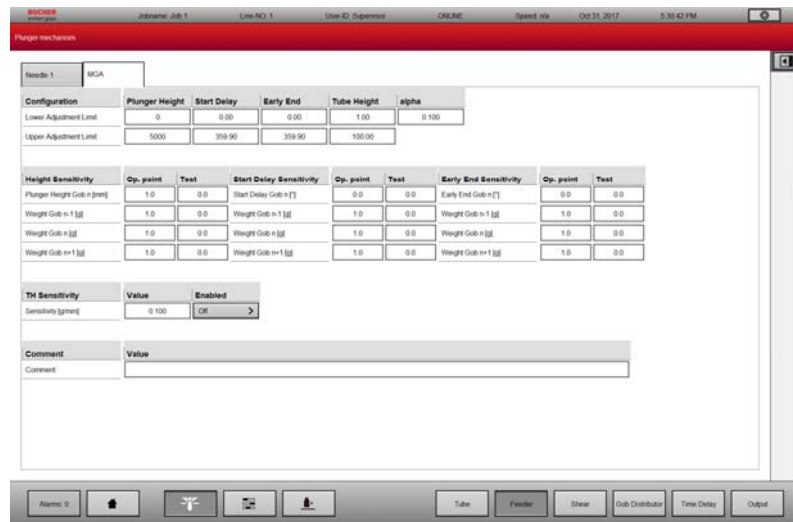 BUCHER
emhart glass
Jobname: Job 1 Line-NO: 1 User-ID: Supervisor ONLINE Speed: n/a Oct 31, 2017 5:30:42 PM
Plunger mechanism
Needle 1 MGA
Configuration Plunger Height Start Delay Early End Tube Height alpha
Lower Adjustment Limit 0 0.00 0.00 1.00 0.100
Upper Adjustment Limit 5000 359.90 359.90 100.00
Height Sensitivity Op. point Test Start Delay Sensitivity Op. point Test Early End Sensitivity Op. point Test
Plunger Height Gob n [mm] 1.0 0.0 Start Delay Gob n [°] 0.0 0.0 Early End Gob n [°] 0.0 0.0
Weight Gob n-1 [g] 1.0 0.0 Weight Gob n-1 [g] 1.0 0.0 Weight Gob n-1 [g] 1.0 0.0
Weight Gob n [g] 1.0 0.0 Weight Gob n [g] 1.0 0.0 Weight Gob n [g] 1.0 0.0
Weight Gob n+1 [g] 1.0 0.0 Weight Gob n+1 [g] 1.0 0.0 Weight Gob n+1 [g] 1.0 0.0
TH Sensitivity Value Enabled
Sensitivity [g/mm] 0.100 Off
Comment Value
Comment
Alarms: 0 Tube Feeder Shear Gob Distributor Time Delay Output